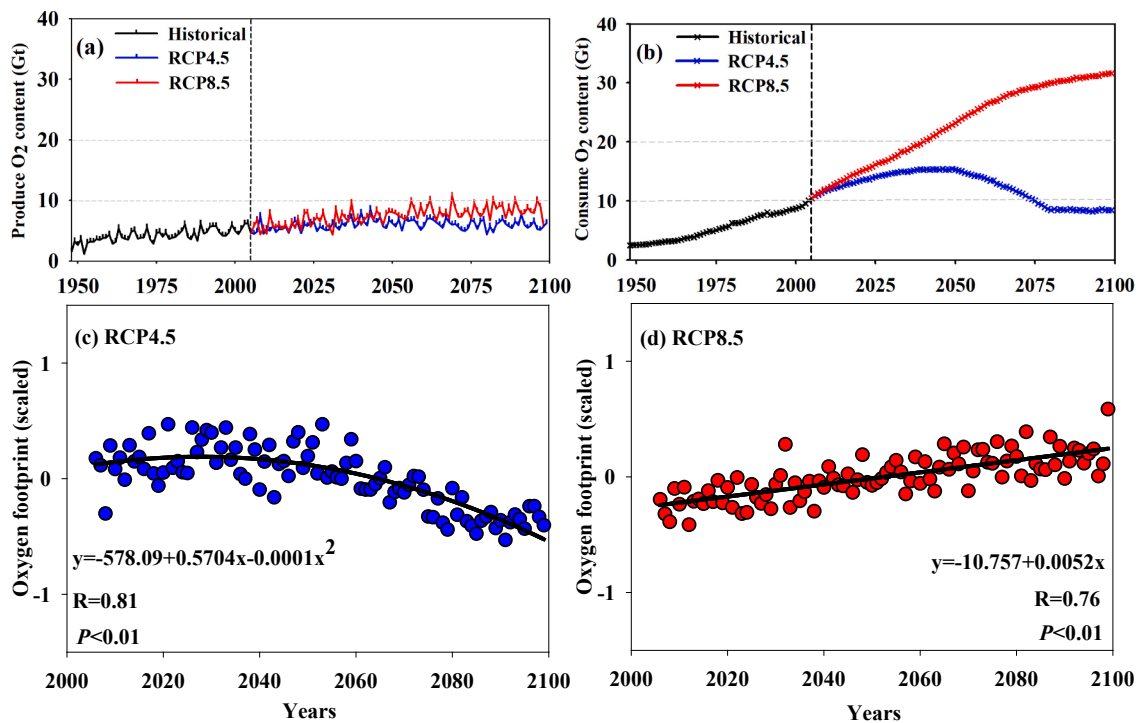 Produce O2 content (Gt)
40
30
20
10
0
(a)
Historical
RCP4.5
RCP8.5
1950 1975 2000 2025 2050 2075 2100
Consume O2 content (Gt)
40
30
20
10
0
(b)
Historical
RCP4.5
RCP8.5
1950 1975 2000 2025 2050 2075 2100
Oxygen footprint (scaled)
1
0
-1
(c) RCP4.5
y=-578.09+0.5704x-0.0001x2
R=0.81
P<0.01
2000 2020 2040 2060 2080 2100
Years
Oxygen footprint (scaled)
1
0
-1
(d) RCP8.5
y=-10.757+0.0052x
R=0.76
P<0.01
2000 2020 2040 2060 2080 2100
Years